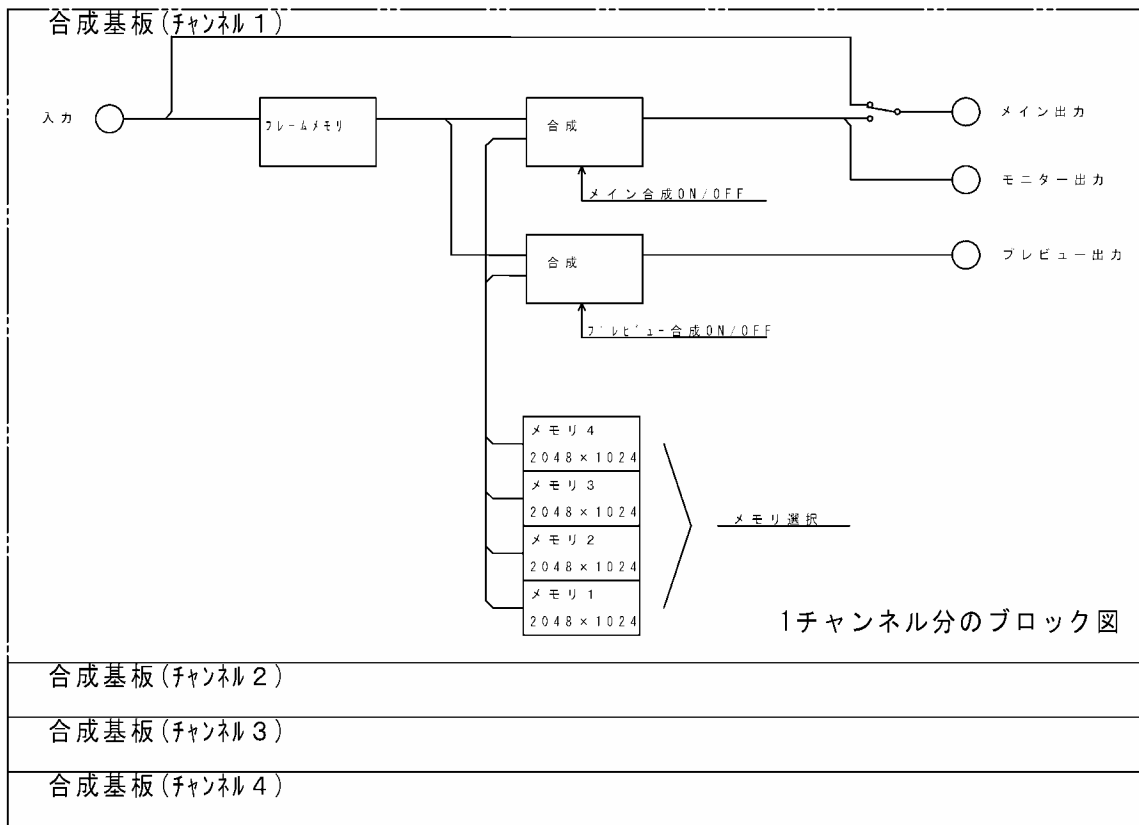 合成基板(ﾁｬﾝﾈﾙ1)
入力
ﾌﾚｰﾑﾒﾓﾘ
合成
メイン出力
モニター出力
メイン合成ON/OFF
合成
プレビュー出力
ﾌﾟﾚﾋﾞｭｰ合成ON/OFF
メモリ4
2048×1024
メモリ3
2048×1024
メモリ選択
メモリ2
2048×1024
メモリ1
2048×1024
1チャンネル分のブロック図
合成基板(ﾁｬﾝﾈﾙ2)
合成基板(ﾁｬﾝﾈﾙ3)
合成基板(ﾁｬﾝﾈﾙ4)